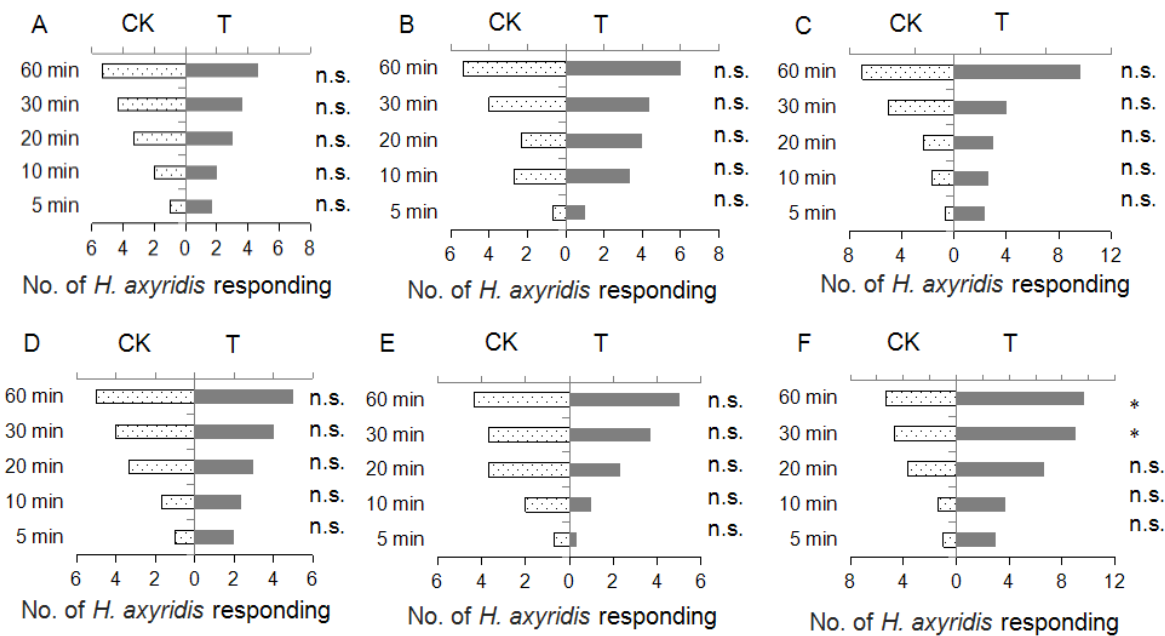 A CK T
60 min n.s.
30 min n.s.
20 min n.s.
10 min n.s.
5 min n.s.
6 4 2 0 2 4 6 8
No. of H. axyridis responding
B CK T
60 min n.s.
30 min n.s.
20 min n.s.
10 min n.s.
5 min n.s.
6 4 2 0 2 4 6 8
No. of H. axyridis responding
C CK T
60 min n.s.
30 min n.s.
20 min n.s.
10 min n.s.
5 min n.s.
8 4 0 4 8 12
No. of H. axyridis responding
D CK T
60 min n.s.
30 min n.s.
20 min n.s.
10 min n.s.
5 min n.s.
6 4 2 0 2 4 6
No. of H. axyridis responding
E CK T
60 min n.s.
30 min n.s.
20 min n.s.
10 min n.s.
5 min n.s.
6 4 2 0 2 4 6
No. of H. axyridis responding
F CK T
60 min *
30 min *
20 min n.s.
10 min n.s.
5 min n.s.
8 4 0 4 8 12
No. of H. axyridis responding